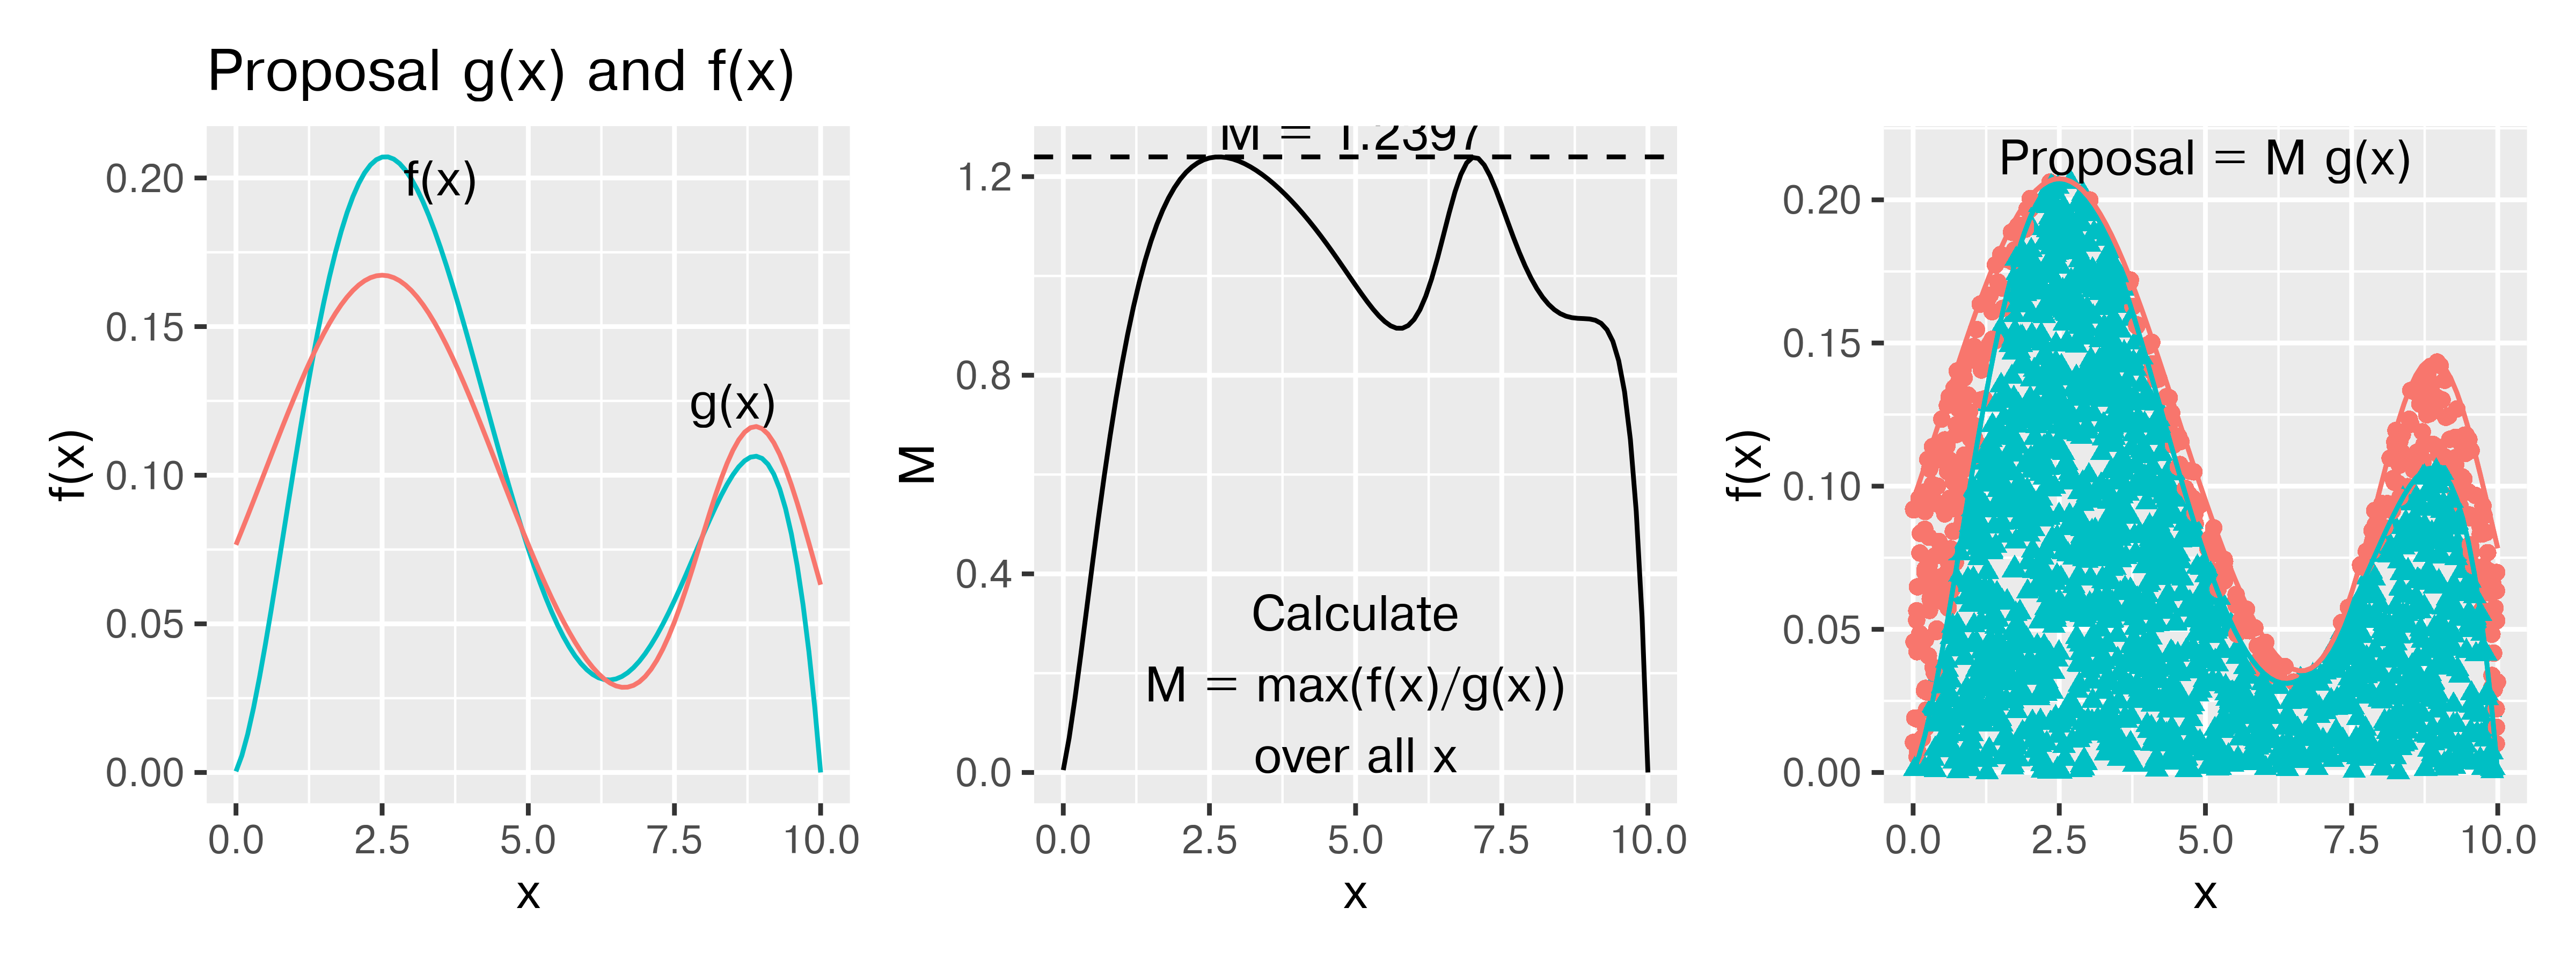 Proposal g(x) and f(x)
f(x)
0.20
0.15
0.10
0.05
0.00
f(x)
g(x)
0.0 2.5 5.0 7.5 10.0
x
M
1.2
0.8
0.4
0.0
M = 1.2397
Calculate
M = max(f(x)/g(x))
over all x
0.0 2.5 5.0 7.5 10.0
x
f(x)
0.20
0.15
0.10
0.05
0.00
Proposal = M g(x)
0.0 2.5 5.0 7.5 10.0
x